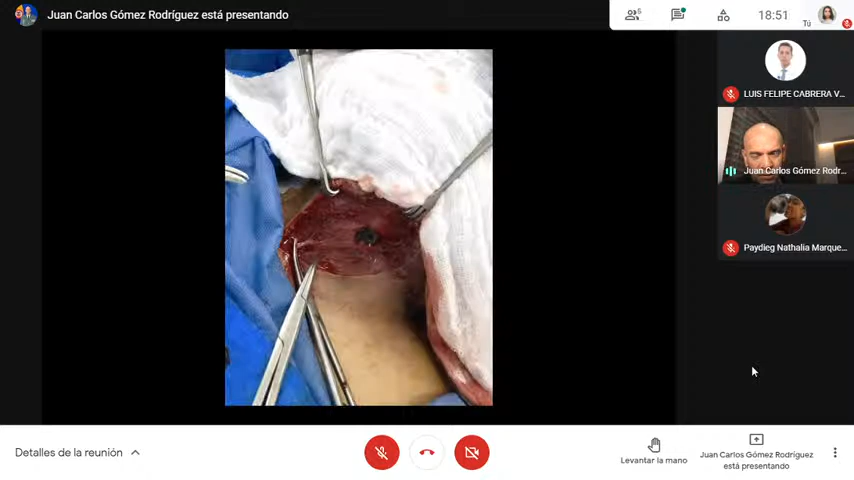 Juan Carlos Gómez Rodríguez está presentando
6
18:51
Tú
LUIS FELIPE CABRERA V...
Juan Carlos Gómez Rodr...
Paydieg Nathalia Marque...
Detalles de la reunión
Levantar la mano
Juan Carlos Gómez Rodríguez
está presentando